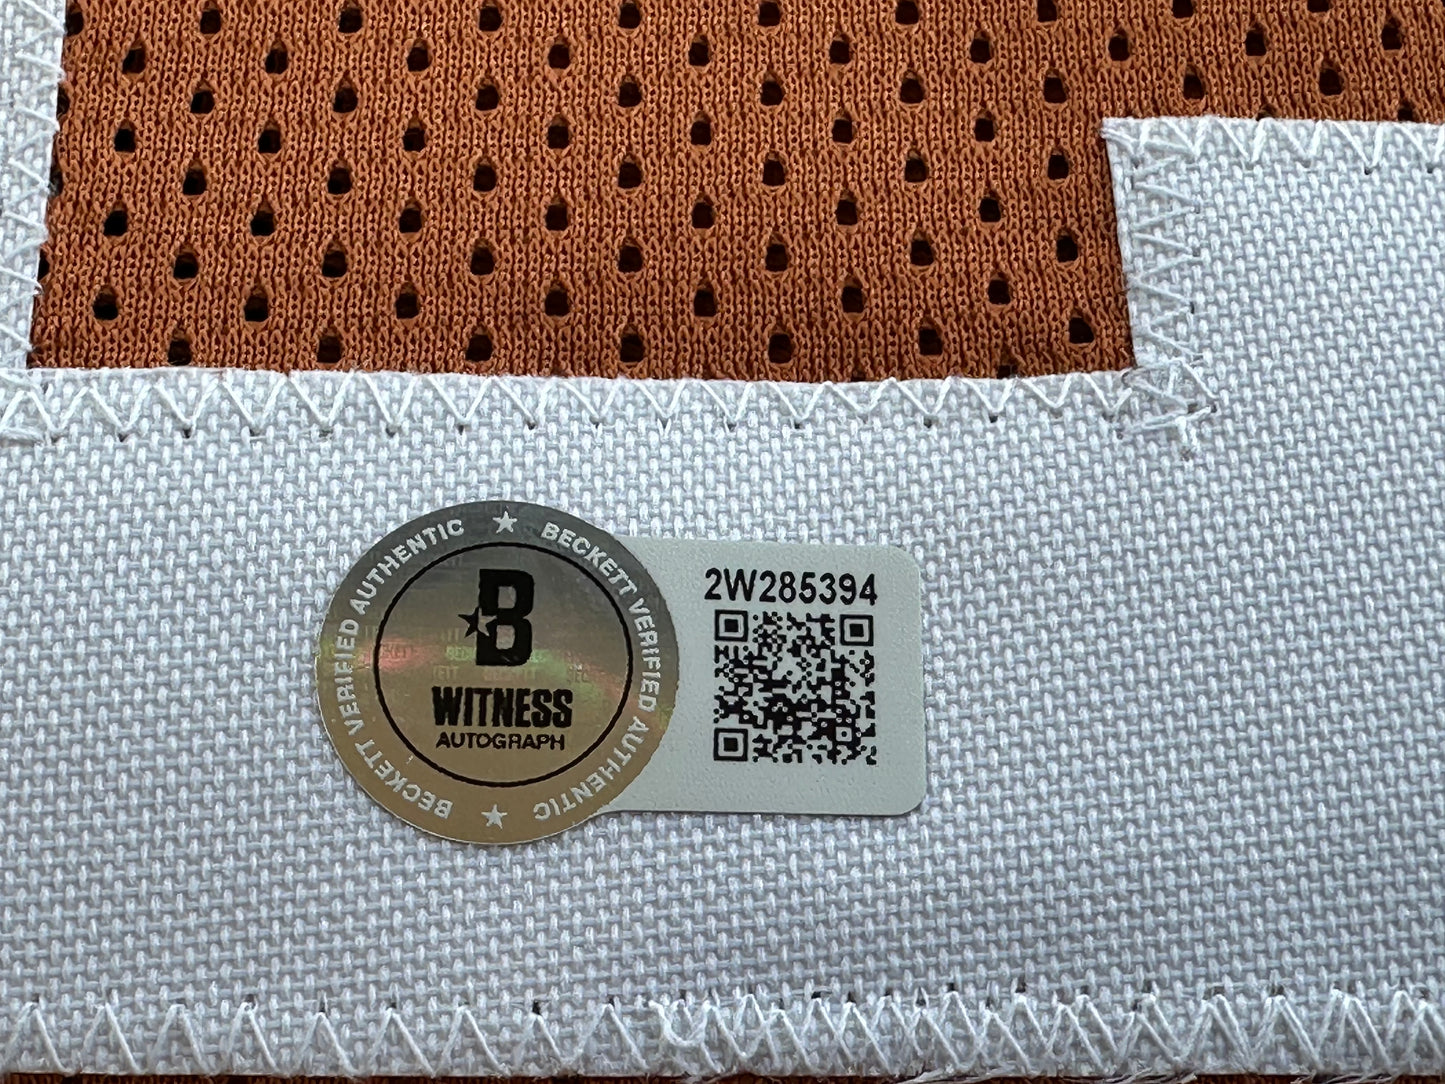 ★ BECKETT VERIFIED AUTHENTIC ★ BECKETT VERIFIED AUTHENTIC
B
WITNESS
AUTOGRAPH
2W285394